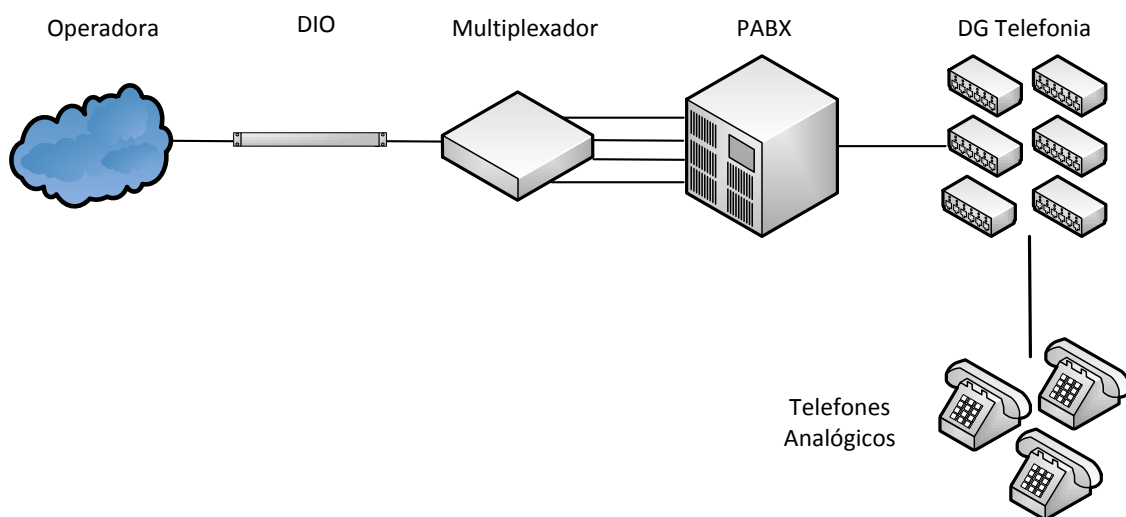 Operadora
DIO
Multiplexador
PABX
DG Telefonia
Telefones
Analógicos